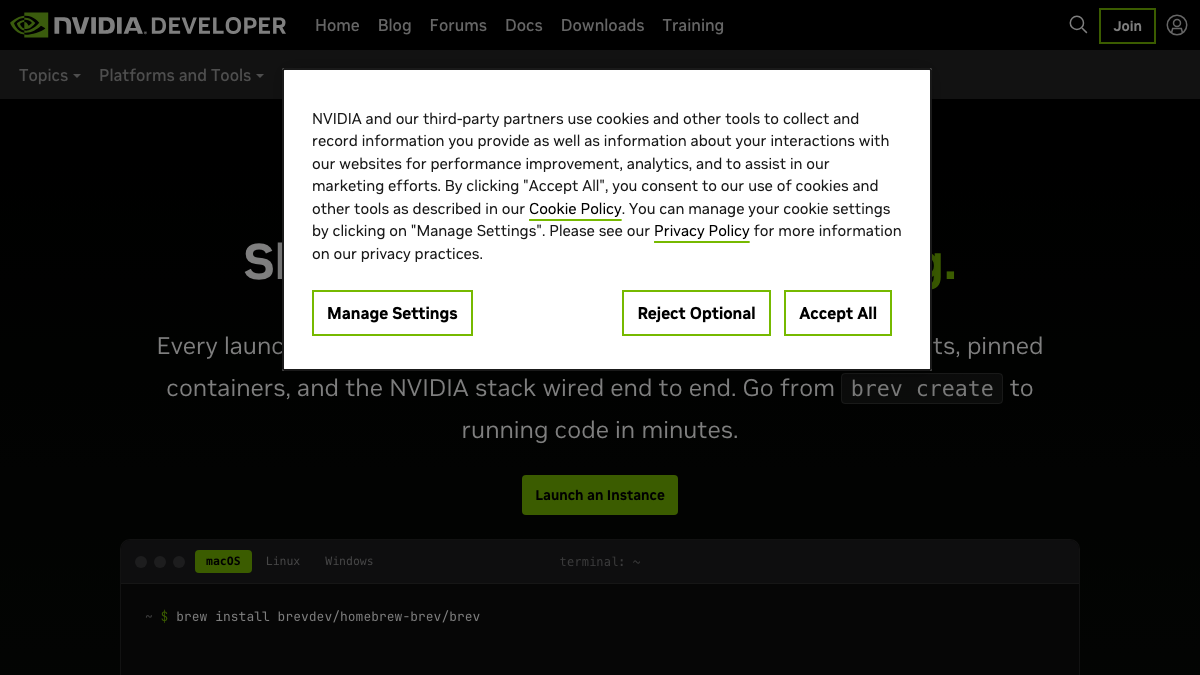 NVIDIA. DEVELOPER Home Blog Forums Docs Downloads Training Join
Topics Platforms and Tools
NVIDIA and our third-party partners use cookies and other tools to collect and
record information you provide as well as information about your interactions with
our websites for performance improvement, analytics, and to assist in our
marketing efforts. By clicking "Accept All", you consent to our use of cookies and
other tools as described in our Cookie Policy. You can manage your cookie settings
by clicking on "Manage Settings". Please see our Privacy Policy for more information
on our privacy practices.
Manage Settings Reject Optional Accept All
Every
containers, and the NVIDIA stack wired end to end. Go from brev create to
running code in minutes.
Launch an Instance
macOS Linux Windows terminal: ~
~ $ brew install brevdev/homebrew-brev/brev